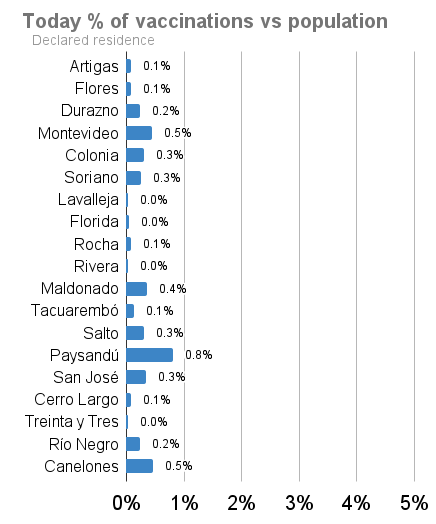 Today % of vaccinations vs population
Declared residence
Artigas 0.1%
Flores 0.1%
Durazno 0.2%
Montevideo 0.5%
Colonia 0.3%
Soriano 0.3%
Lavalleja 0.0%
Florida 0.0%
Rocha 0.1%
Rivera 0.0%
Maldonado 0.4%
Tacuarembó 0.1%
Salto 0.3%
Paysandú 0.8%
San José 0.3%
Cerro Largo 0.1%
Treinta y Tres 0.0%
Río Negro 0.2%
Canelones 0.5%
0% 1% 2% 3% 4% 5%